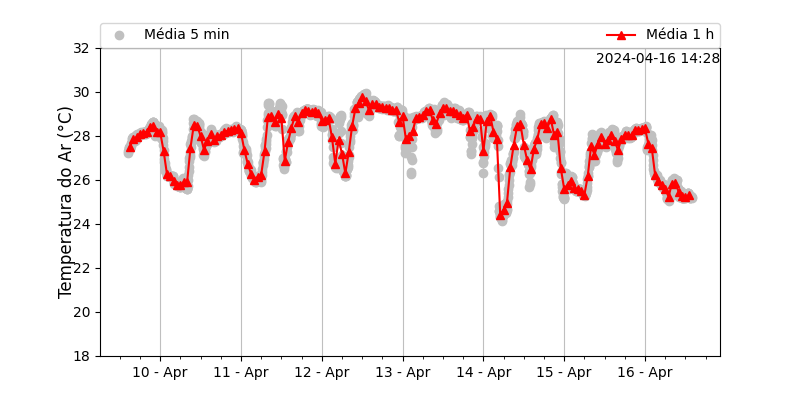 Média 5 min
Média 1 h
2024-04-16 14:28
Temperatura do Ar (°C)
32
30
28
26
24
22
20
18
10 - Apr
11 - Apr
12 - Apr
13 - Apr
14 - Apr
15 - Apr
16 - Apr